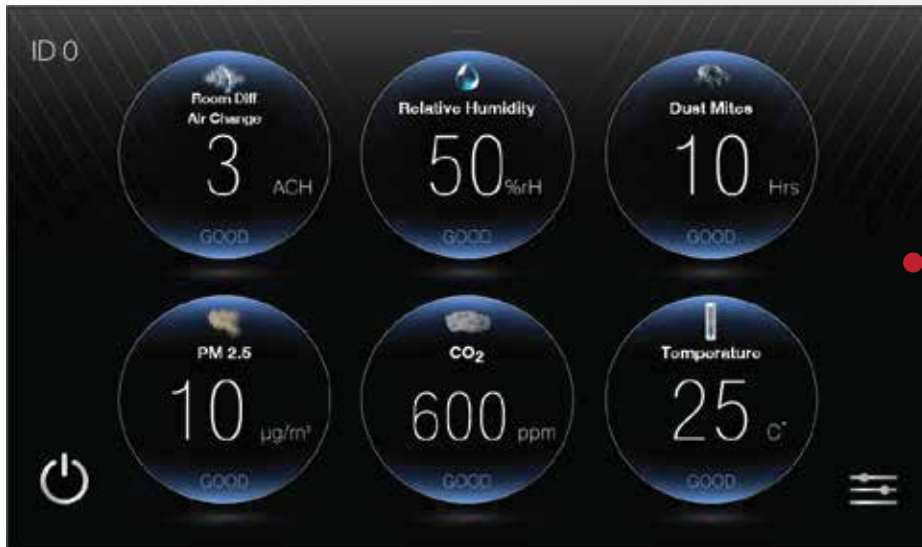 ID 0
Room Diff
Air Change
3 ACH
GOOD
Relative Humidity
50 %rH
GOOD
Dust Mites
10 Hrs
GOOD
PM 2.5
10 µg/m³
GOOD
CO₂
600 ppm
GOOD
Temperature
25 C°
GOOD